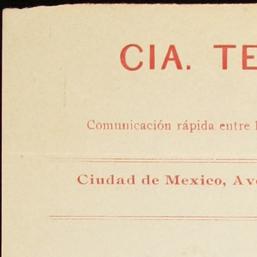 CIA. TE
Comunicación rápida entre
Ciudad de Mexico, Ave